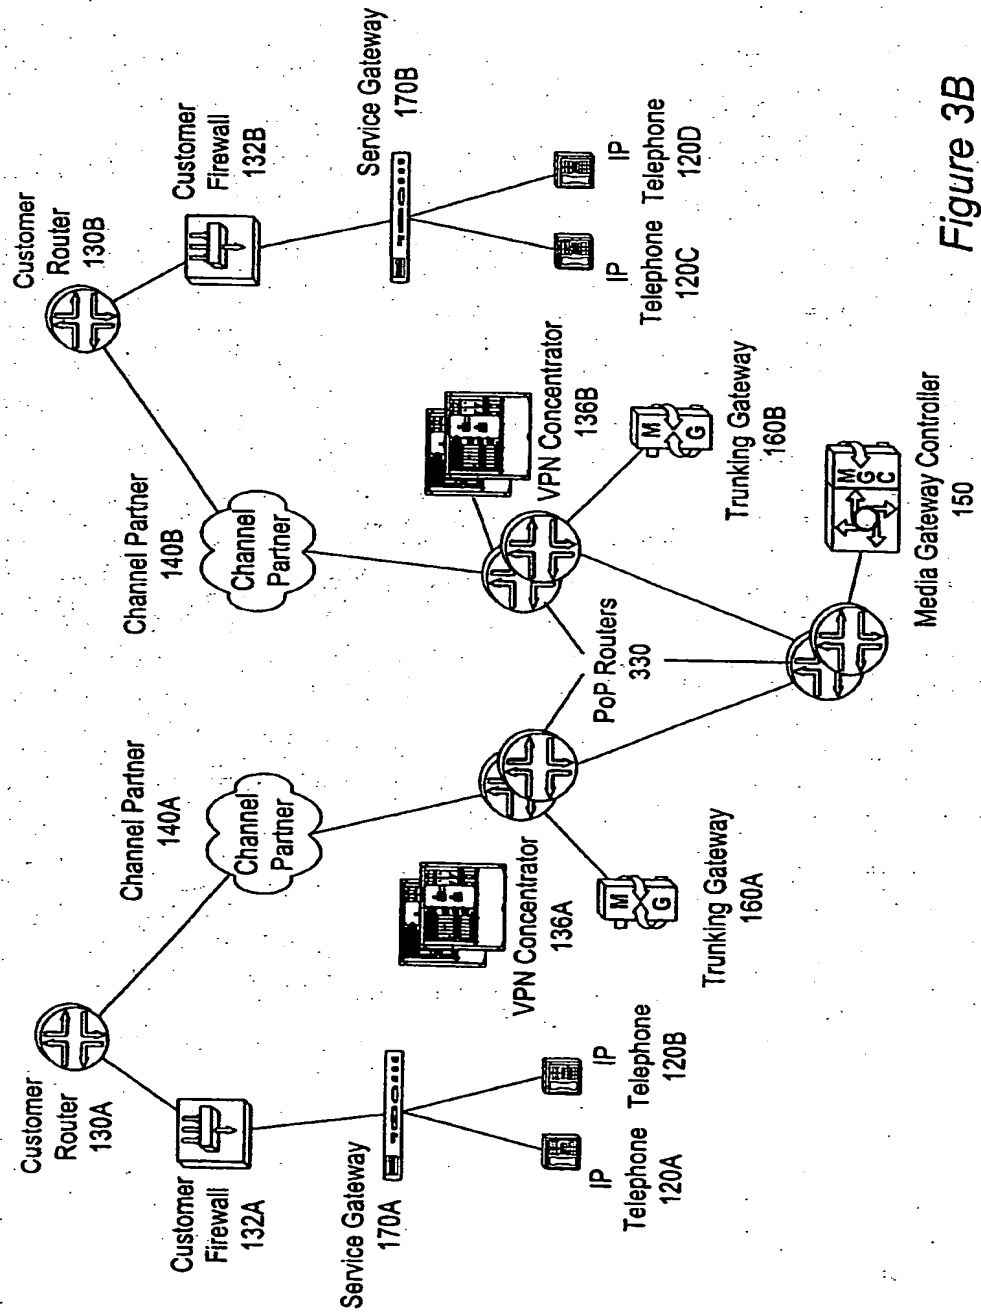 Customer
Router
130A
Customer
Firewall
132A
Service Gateway
170A
IP
Telephone
120A
IP
Telephone
120B
Channel Partner
140A
Channel
Partner
VPN Concentrator
136A
M
G
Trunking Gateway
160A
PoP Routers
330
Channel Partner
140B
Channel
Partner
VPN Concentrator
136B
M
G
Trunking Gateway
160B
M
G
C
Media Gateway Controller
150
Customer
Router
130B
Customer
Firewall
132B
Service Gateway
170B
IP
Telephone
120C
IP
Telephone
120D
Figure 3B